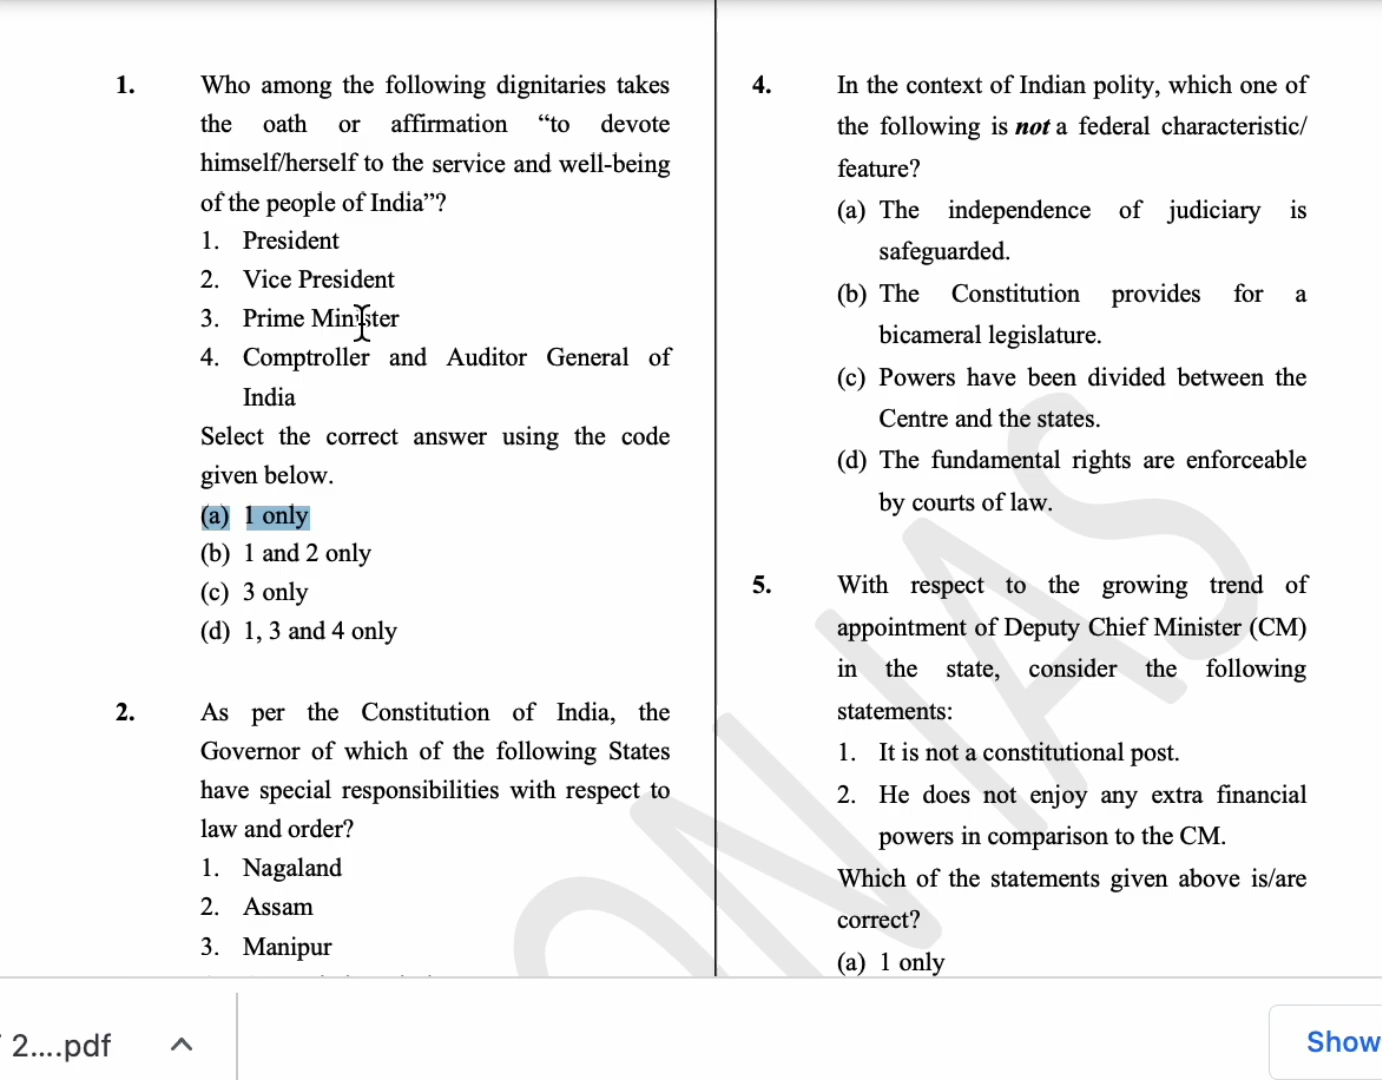 1. Who among the following dignitaries takes
the oath or affirmation “to devote
himself/herself to the service and well-being
of the people of India”?
1. President
2. Vice President
3. Prime Minister
4. Comptroller and Auditor General of
India
Select the correct answer using the code
given below.
(a) 1 only
(b) 1 and 2 only
(c) 3 only
(d) 1, 3 and 4 only
2. As per the Constitution of India, the
Governor of which of the following States
have special responsibilities with respect to
law and order?
1. Nagaland
2. Assam
3. Manipur
4. In the context of Indian polity, which one of
the following is not a federal characteristic/
feature?
(a) The independence of judiciary is
safeguarded.
(b) The Constitution provides for a
bicameral legislature.
(c) Powers have been divided between the
Centre and the states.
(d) The fundamental rights are enforceable
by courts of law.
5. With respect to the growing trend of
appointment of Deputy Chief Minister (CM)
in the state, consider the following
statements:
1. It is not a constitutional post.
2. He does not enjoy any extra financial
powers in comparison to the CM.
Which of the statements given above is/are
correct?
(a) 1 only
ON IAS
2....pdf
Show